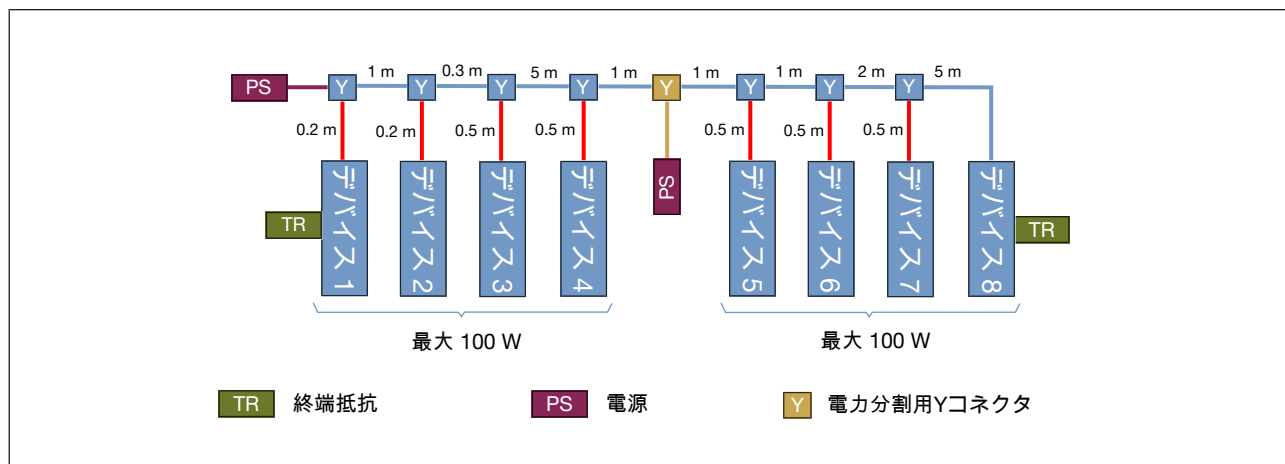 1 m 0.3 m 5 m 1 m 1 m 1 m 2 m 5 m
PS Y Y Y Y Y Y Y Y
0.2 m 0.2 m 0.5 m 0.5 m 0.5 m 0.5 m 0.5 m
PS
デバイス 1
デバイス 2
デバイス 3
デバイス 4
デバイス 5
デバイス 6
デバイス 7
デバイス 8
TR TR
最大 100 W 最大 100 W
TR 終端抵抗 PS 電源 Y 電力分割用Yコネクタ